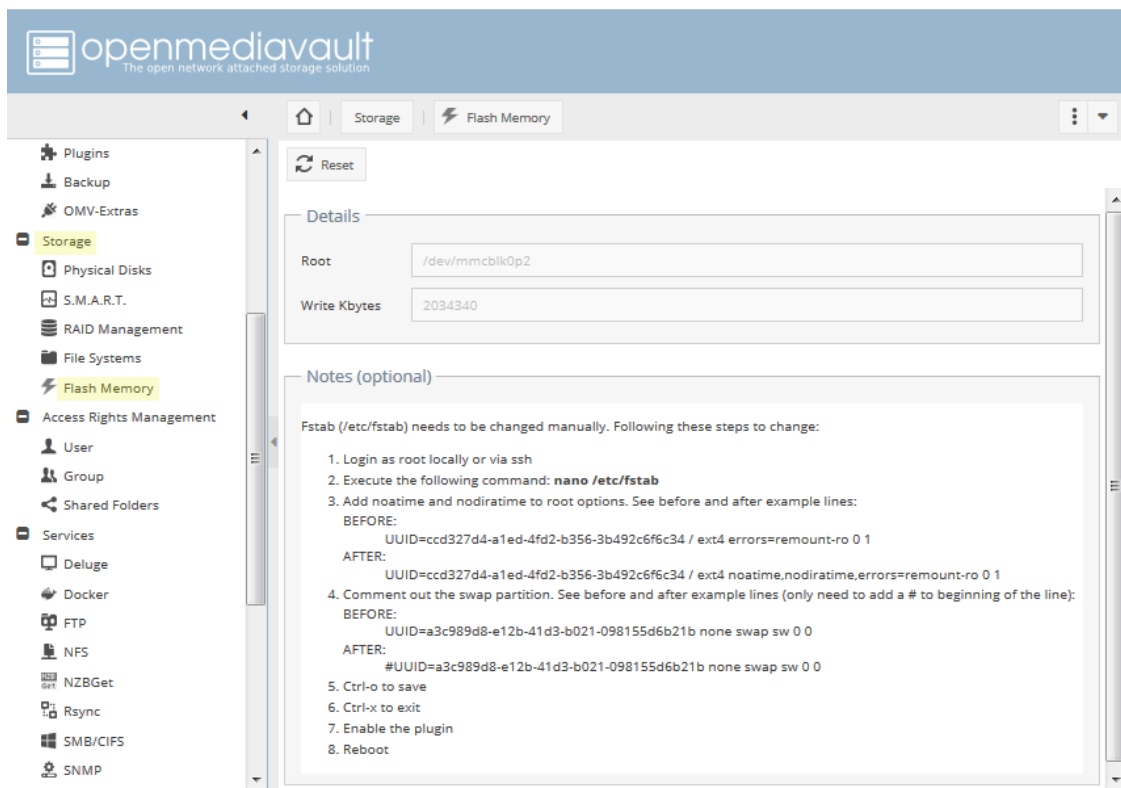 openmediavault
The open network attached storage solution
Storage
Flash Memory
Plugins
Backup
OMV-Extras
Storage
Physical Disks
S.M.A.R.T.
RAID Management
File Systems
Flash Memory
Access Rights Management
User
Group
Shared Folders
Services
Deluge
Docker
FTP
NFS
NZBGet
Rsync
SMB/CIFS
SNMP
Reset
Details
Root
/dev/mmcblk0p2
Write Kbytes
2034340
Notes (optional)
Fstab (/etc/fstab) needs to be changed manually. Following these steps to change:
1. Login as root locally or via ssh
2. Execute the following command: nano /etc/fstab
3. Add noatime and nodiratime to root options. See before and after example lines:
BEFORE:
UUID=ccd327d4-a1ed-4fd2-b356-3b492c6f6c34 / ext4 errors=remount-ro 0 1
AFTER:
UUID=ccd327d4-a1ed-4fd2-b356-3b492c6f6c34 / ext4 noatime,nodiratime,errors=remount-ro 0 1
4. Comment out the swap partition. See before and after example lines (only need to add a # to beginning of the line):
BEFORE:
UUID=a3c989d8-e12b-41d3-b021-098155d6b21b none swap sw 0 0
AFTER:
#UUID=a3c989d8-e12b-41d3-b021-098155d6b21b none swap sw 0 0
5. Ctrl-o to save
6. Ctrl-x to exit
7. Enable the plugin
8. Reboot